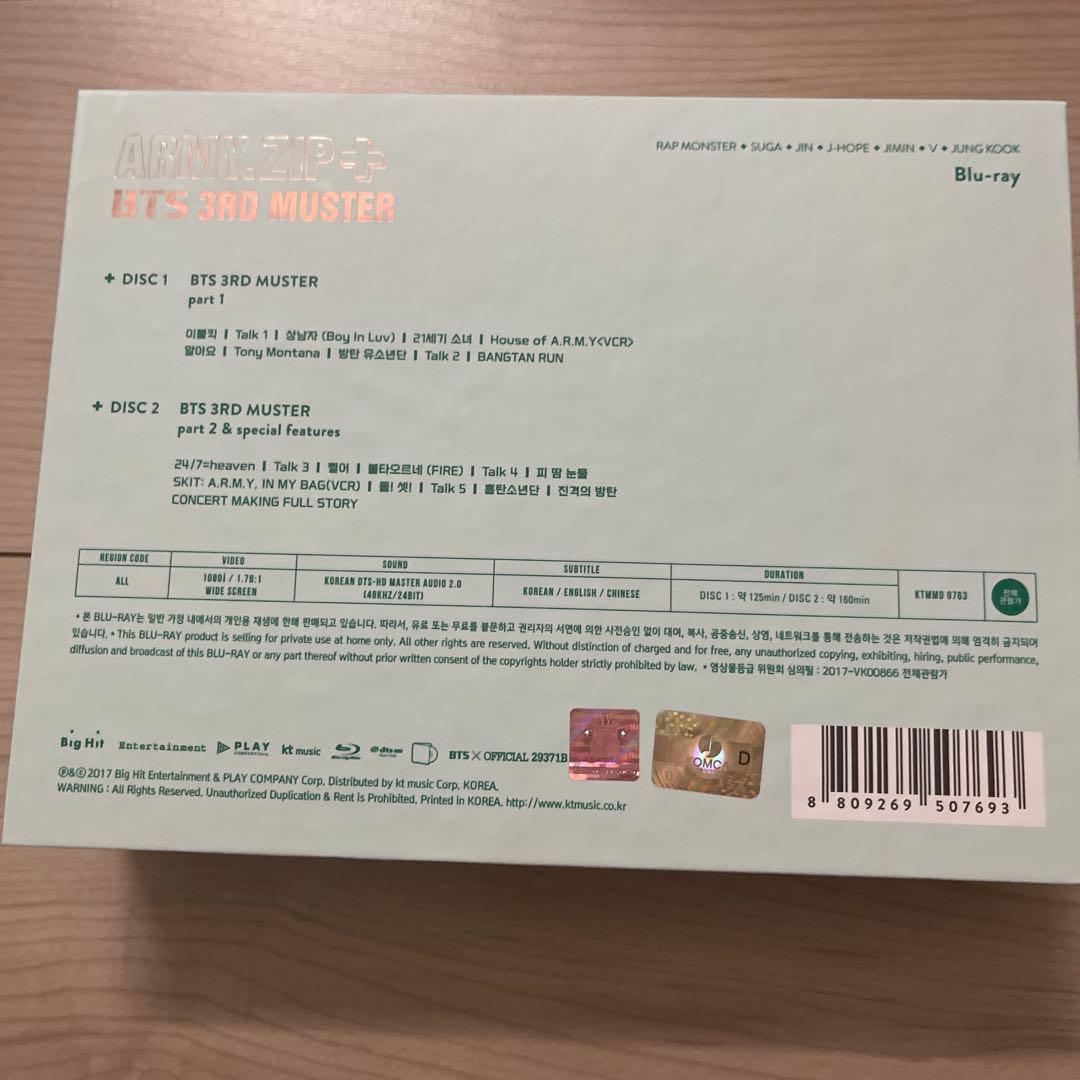 ARMY.ZIP+
BTS 3RD MUSTER
RAP MONSTER ◆ SUGA ◆ JIN ◆ J-HOPE ◆ JIMIN ◆ V ◆ JUNG KOOK
Blu-ray
+ DISC 1 BTS 3RD MUSTER
part 1
이불킥 | Talk 1 | 상남자 (Boy In Luv) | 21세기 소녀 | House of A.R.M.Y<VCR>
말아요 | Tony Montana | 방탄 유소년단 | Talk 2 | BANGTAN RUN
+ DISC 2 BTS 3RD MUSTER
part 2 & special features
24/7=heaven | Talk 3 | 쩔어 | 불타오르네 (FIRE) | Talk 4 | 피 땀 눈물
SKIT: A.R.M.Y, IN MY BAG(VCR) | 둘! 셋! | Talk 5 | 흥탄소년단 | 진격의 방탄
CONCERT MAKING FULL STORY
REGION CODE VIDEO SOUND SUBTITLE DURATION
ALL 1080i / 1.78:1 KOREAN DTS-HD MASTER AUDIO 2.0 KOREAN / ENGLISH / CHINESE DISC 1 : 약 125min / DISC 2 : 약 160min KTMMD 0763 전체
WIDE SCREEN (48KHZ/24BIT) 관람가
• 본 BLU-RAY는 일반 가정 내에서의 개인용 재생에 한해 판매되고 있습니다. 따라서, 유료 또는 무료를 불문하고 권리자의 서면에 의한 사전승인 없이 대여, 복사, 공중송신, 상영, 네트워크를 통해 전송하는 것은 저작권법에 의해 엄격히 금지되어
있습니다. • This BLU-RAY product is selling for private use at home only. All other rights are reserved. Without distinction of charged and for free, any unauthorized copying, exhibiting, hiring, public performance,
diffusion and broadcast of this BLU-RAY or any part thereof without prior written consent of the copyrights holder strictly prohibited by law. • 영상물등급 위원회 심의필 : 2017-VK00866 전체관람가
Big Hit Entertainment PLAY COMPANY kt music Blu-ray Disc dts BTS X OFFICIAL 29371B
OMC D
℗&©2017 Big Hit Entertainment & PLAY COMPANY Corp. Distributed by kt music Corp. KOREA.
WARNING : All Rights Reserved. Unauthorized Duplication & Rent is Prohibited. Printed in KOREA. http://www.ktmusic.co.kr
8 809269 507693